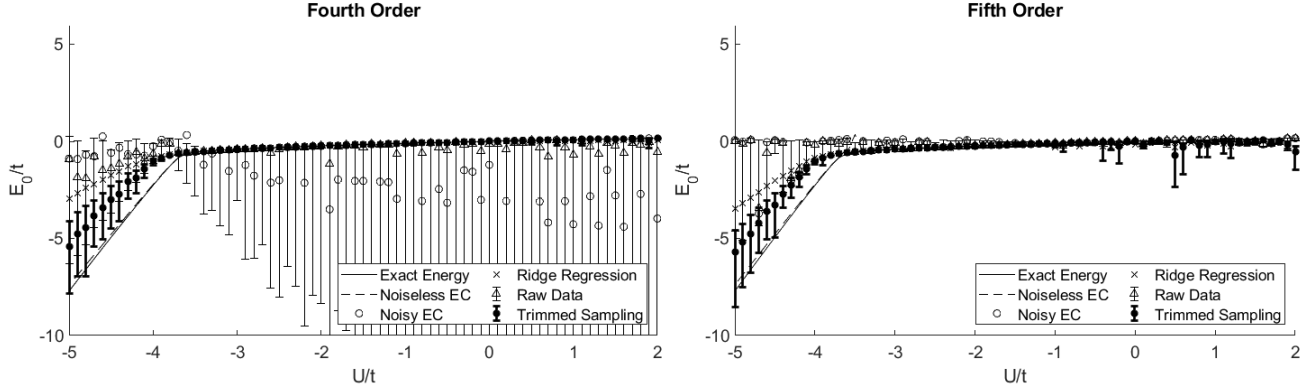 Fourth Order
5
0
-5
-10
E0/t
-5 -4 -3 -2 -1 0 1 2
U/t
Exact Energy
Noiseless EC
Noisy EC
Ridge Regression
Raw Data
Trimmed Sampling
Fifth Order
5
0
-5
-10
E0/t
-5 -4 -3 -2 -1 0 1 2
U/t
Exact Energy
Noiseless EC
Noisy EC
Ridge Regression
Raw Data
Trimmed Sampling